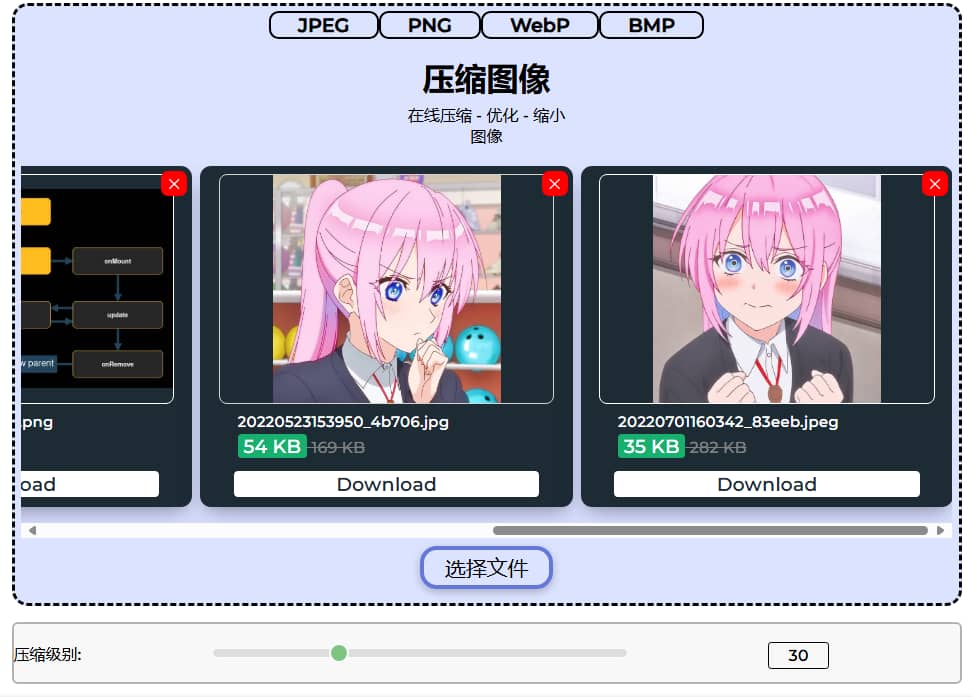 JPEG PNG WebP BMP
压缩图像
在线压缩 - 优化 - 缩小
图像
onMount
update
w parent
onRemove
.png
20220523153950_4b706.jpg
20220701160342_83eeb.jpeg
54 KB 169 KB
35 KB 282 KB
oad
Download
Download
选择文件
压缩级别:
30